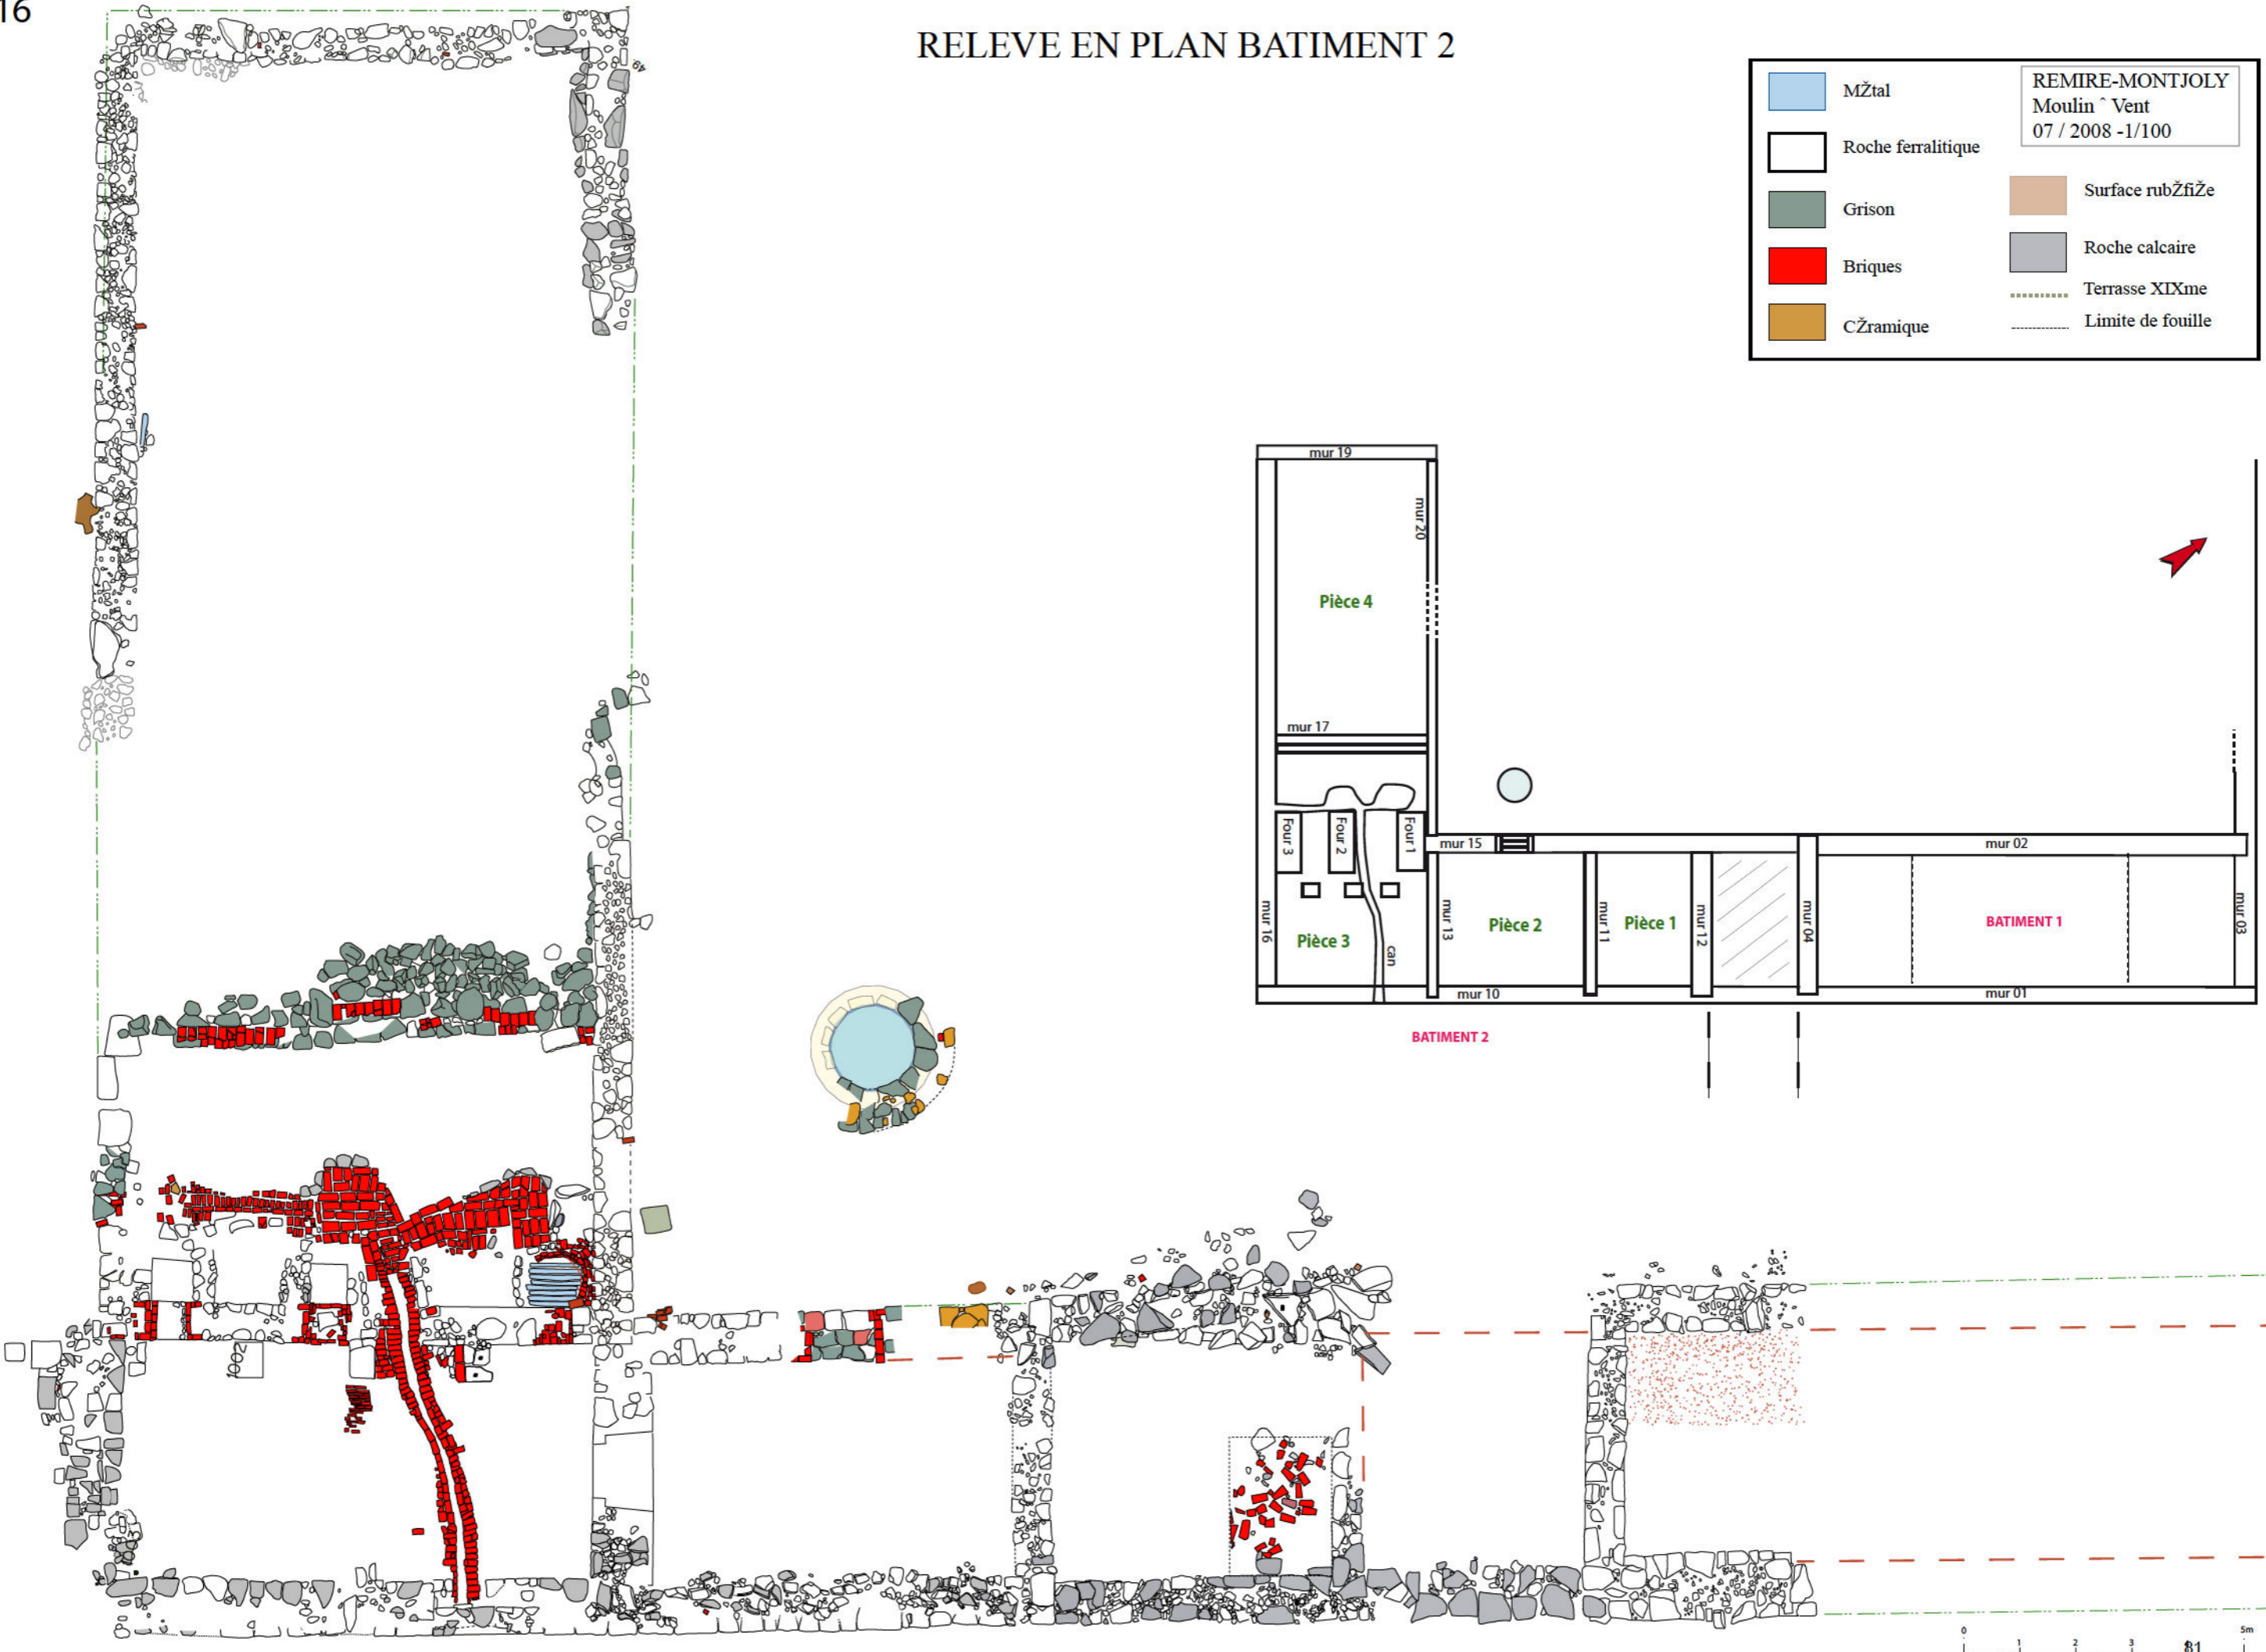 16
RELEVE EN PLAN BATIMENT 2
MŽtal
Roche ferralitique
Grison
Briques
CŽramique
REMIRE-MONTJOLY
Moulin ˆ Vent
07 / 2008 -1/100
Surface rubŽfiŽe
Roche calcaire
Terrasse XIXme
Limite de fouille
49
mur 19
mur 20
Pièce 4
mur 17
Four 3
Four 2
Four 1
mur 15
mur 02
mur 16
Pièce 3
can
mur 13
Pièce 2
mur 11
Pièce 1
mur 12
mur 04
BATIMENT 1
mur 03
mur 10
mur 01
BATIMENT 2
1002
0 1 2 3 5m
81